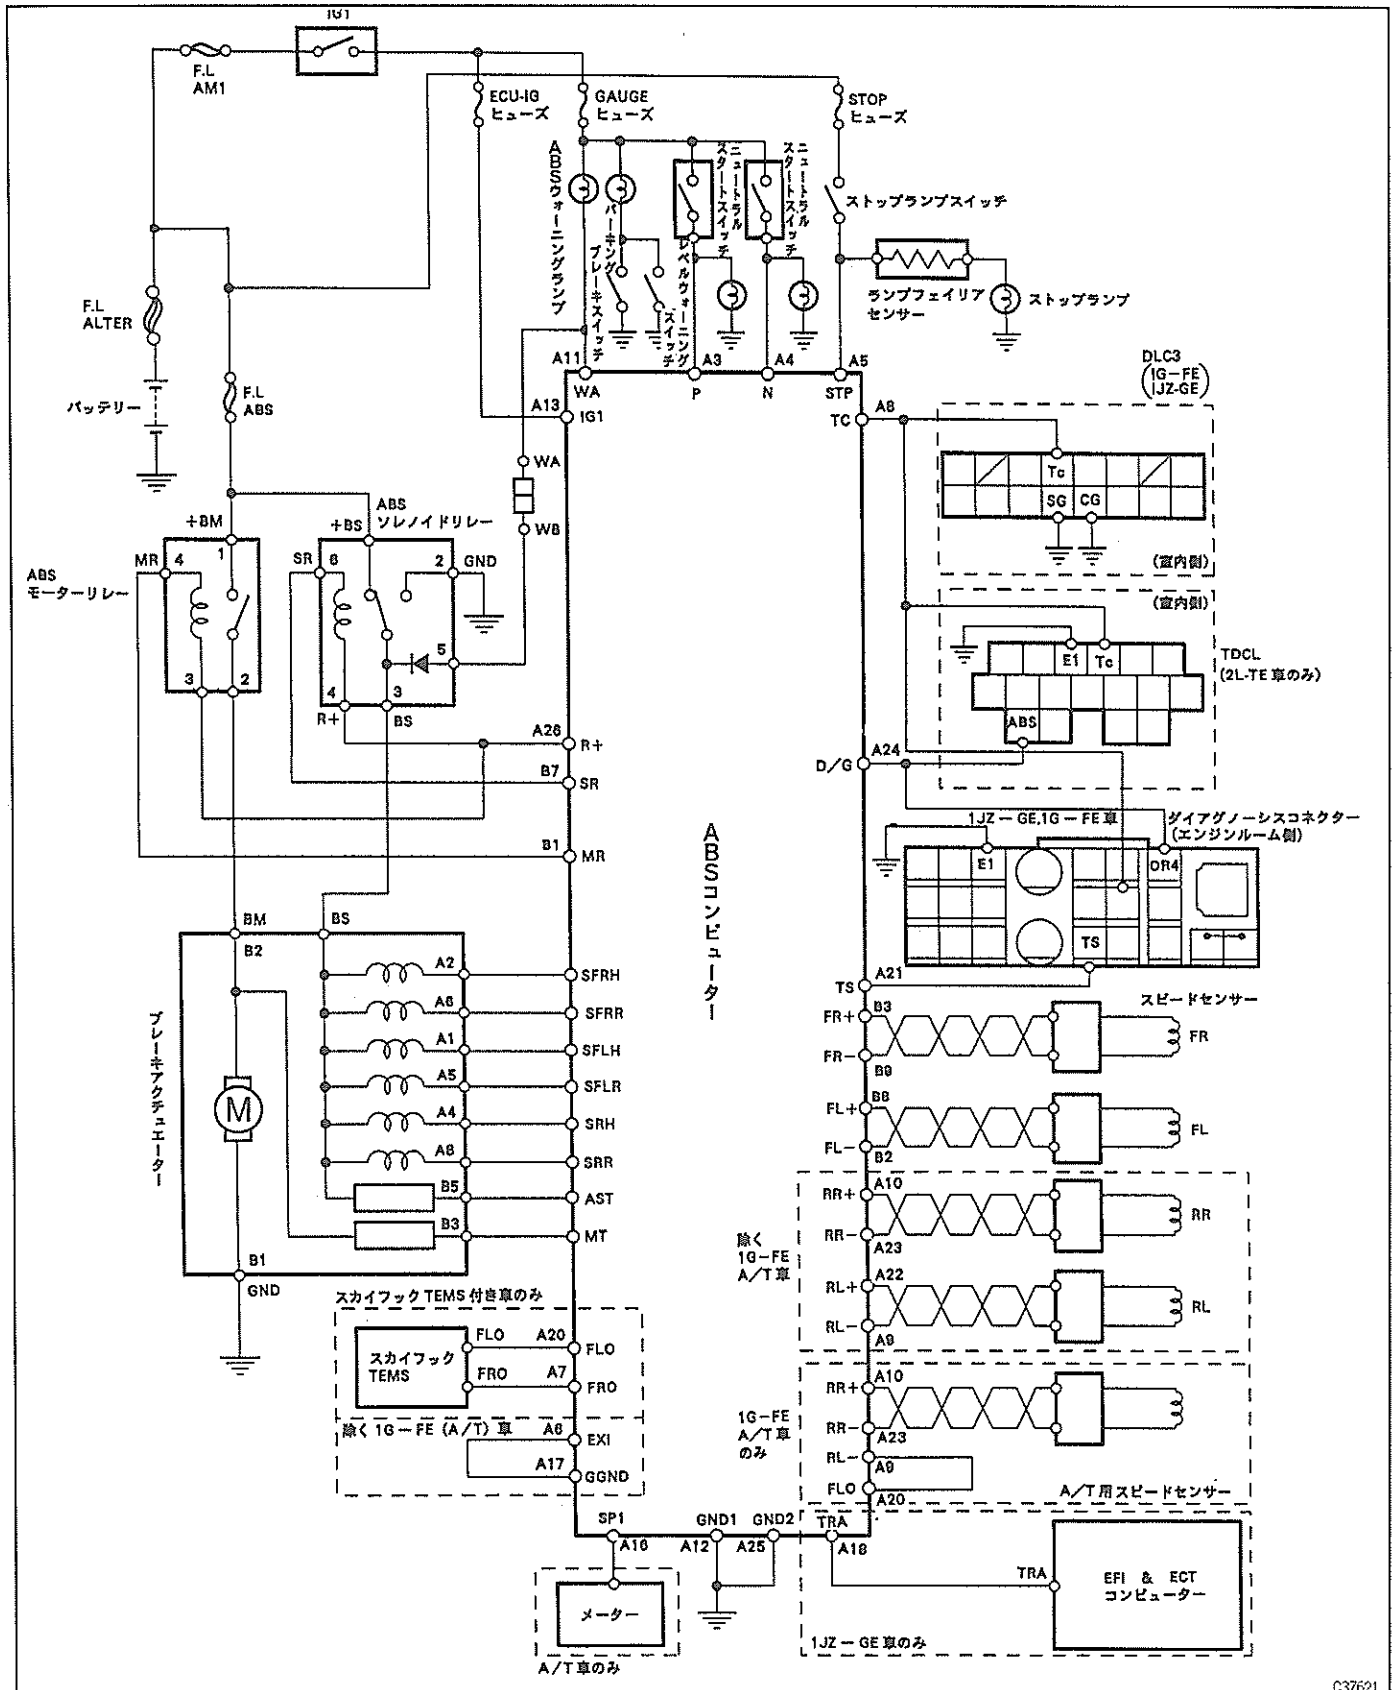 IG1
F.L
AM1
ECU-IG
ヒューズ
GAUGE
ヒューズ
STOP
ヒューズ
ABSウォーニングランプ
パーキング
ブレーキスイッチ
レベルウォーニング
スイッチ
ニュートラル
スタートスイッチ
ニュートラル
スタートスイッチ
ストップランプスイッチ
ランプフェイリア
センサー
ストップランプ
F.L
ALTER
バッテリー
F.L
ABS
A11
WA
A3
P
A4
N
A5
STP
A13
IG1
TC
A8
DLC3
(1G-FE
1JZ-GE)
Tc
SG
CG
(室内側)
(室内側)
E1
Tc
ABS
TDCL
(2L-TE車のみ)
WA
WB
+BM
ABS
ソレノイドリレー
+BS
MR
4
1
3
2
ABS
モーターリレー
SR
6
2
GND
5
4
3
R+
BS
A26
R+
B7
SR
B1
MR
D/G
A24
1JZ-GE,1G-FE車
ダイアグノーシスコネクター
(エンジンルーム側)
E1
TS
TS
A21
ABSコンピューター
BM
B2
BS
ブレーキアクチュエーター
M
B1
GND
A2
SFRH
A6
SFRR
A1
SFLH
A5
SFLR
A4
SRH
A8
SRR
B5
AST
B3
MT
スピードセンサー
FR+
B3
FR-
B9
FR
FL+
B8
FL-
B2
FL
除く
1G-FE
A/T車
RR+
A10
RR-
A23
RR
RL+
A22
RL-
A9
RL
1G-FE
A/T車
のみ
RR+
A10
RR-
A23
RL-
A9
FLO
A20
A/T用スピードセンサー
スカイフックTEMS付き車のみ
スカイフック
TEMS
FLO
A20
FLO
FRO
A7
FRO
除く1G-FE(A/T)車
A6
EXI
A17
GGND
SP1
A16
GND1
A12
GND2
A25
TRA
A18
メーター
A/T車のみ
TRA
EFI & ECT
コンピューター
1JZ-GE車のみ
C37621